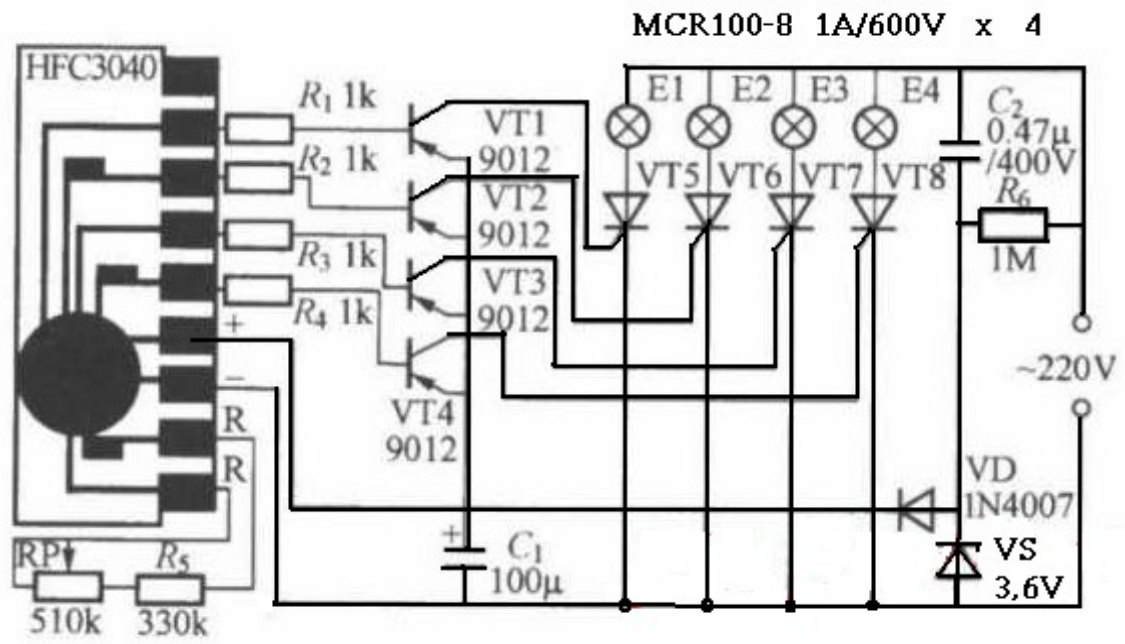 MCR100-8 1A/600V x 4
HFC3040
R1 1k
R2 1k
R3 1k
R4 1k
VT1
9012
VT2
9012
VT3
9012
VT4
9012
E1 E2 E3 E4
VT5 VT6 VT7 VT8
C2
0.47μ
/400V
R6
1M
~220V
+
−
R
R
VD
1N4007
VS
3,6V
+
C1
100μ
RP
510k
R5
330k